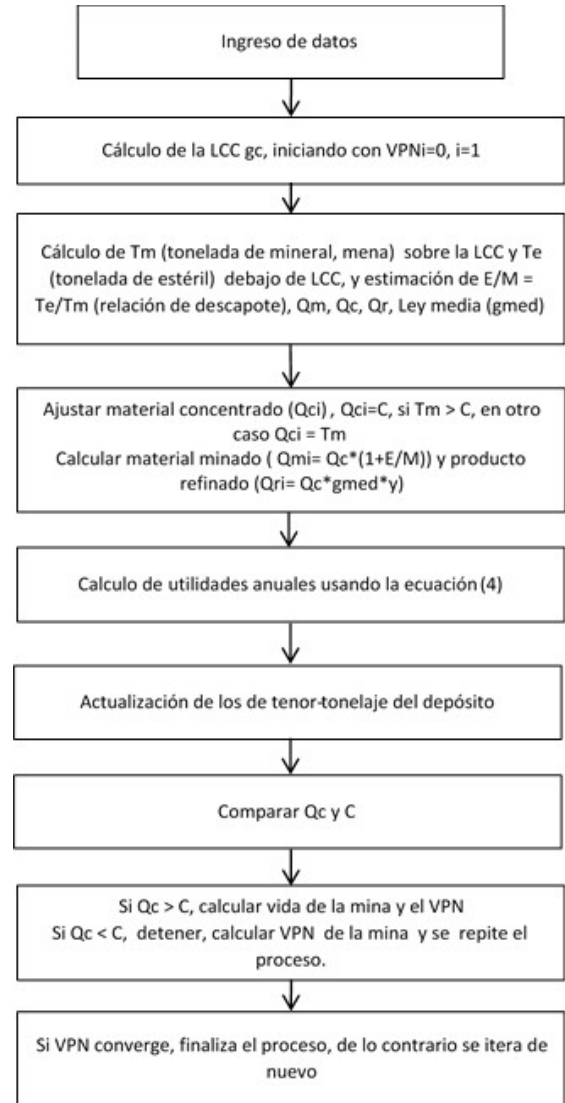 Ingreso de datos
Cálculo de la LCC gc, iniciando con VPNi=0, i=1
Cálculo de Tm (tonelada de mineral, mena) sobre la LCC y Te
(tonelada de estéril) debajo de LCC, y estimación de E/M =
Te/Tm (relación de descapote), Qm, Qc, Qr, Ley media (gmed)
Ajustar material concentrado (Qci) , Qci=C, si Tm > C, en otro
caso Qci = Tm
Calcular material minado ( Qmi= Qc*(1+E/M)) y producto
refinado (Qri= Qc*gmed*y)
Calculo de utilidades anuales usando la ecuación (4)
Actualización de los de tenor-tonelaje del depósito
Comparar Qc y C
Si Qc > C, calcular vida de la mina y el VPN
Si Qc < C, detener, calcular VPN de la mina y se repite el
proceso.
Si VPN converge, finaliza el proceso, de lo contrario se itera de
nuevo